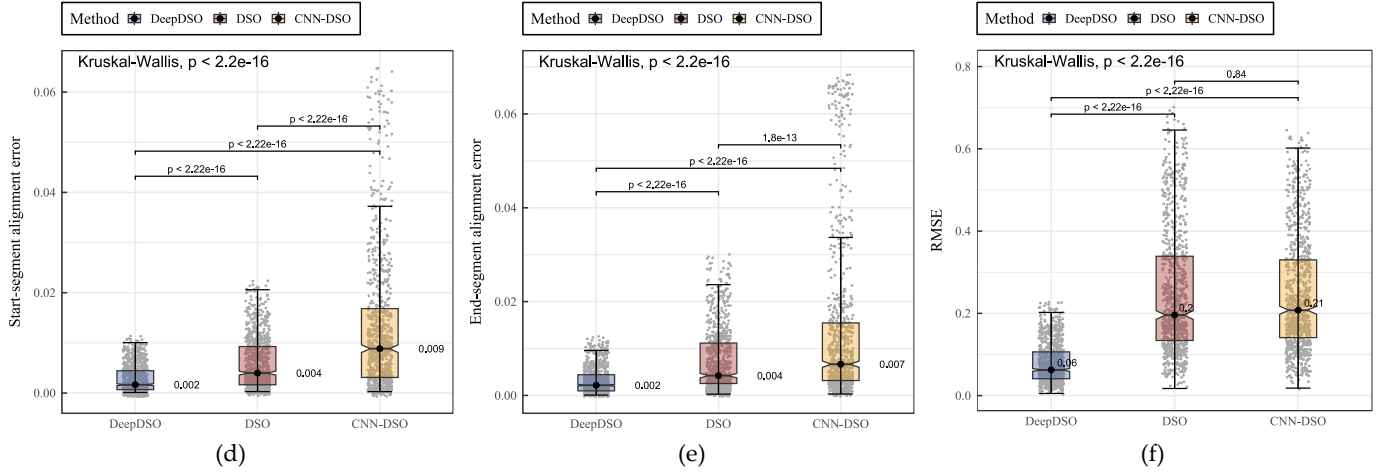 Method DeepDSO DSO CNN-DSO
Kruskal-Wallis, p < 2.2e-16
0.06
p < 2.22e-16
p < 2.22e-16
p < 2.22e-16
0.04
0.02
0.009
0.004
0.002
0.00
Start-segment alignment error
DeepDSO DSO CNN-DSO
(d)
Method DeepDSO DSO CNN-DSO
Kruskal-Wallis, p < 2.2e-16
0.06
1.8e-13
p < 2.22e-16
p < 2.22e-16
0.04
0.02
0.007
0.004
0.002
0.00
End-segment alignment error
DeepDSO DSO CNN-DSO
(e)
Method DeepDSO DSO CNN-DSO
0.8
Kruskal-Wallis, p < 2.2e-16
0.84
p < 2.22e-16
p < 2.22e-16
0.6
0.4
0.2
0.2
0.21
0.06
0.0
RMSE
DeepDSO DSO CNN-DSO
(f)